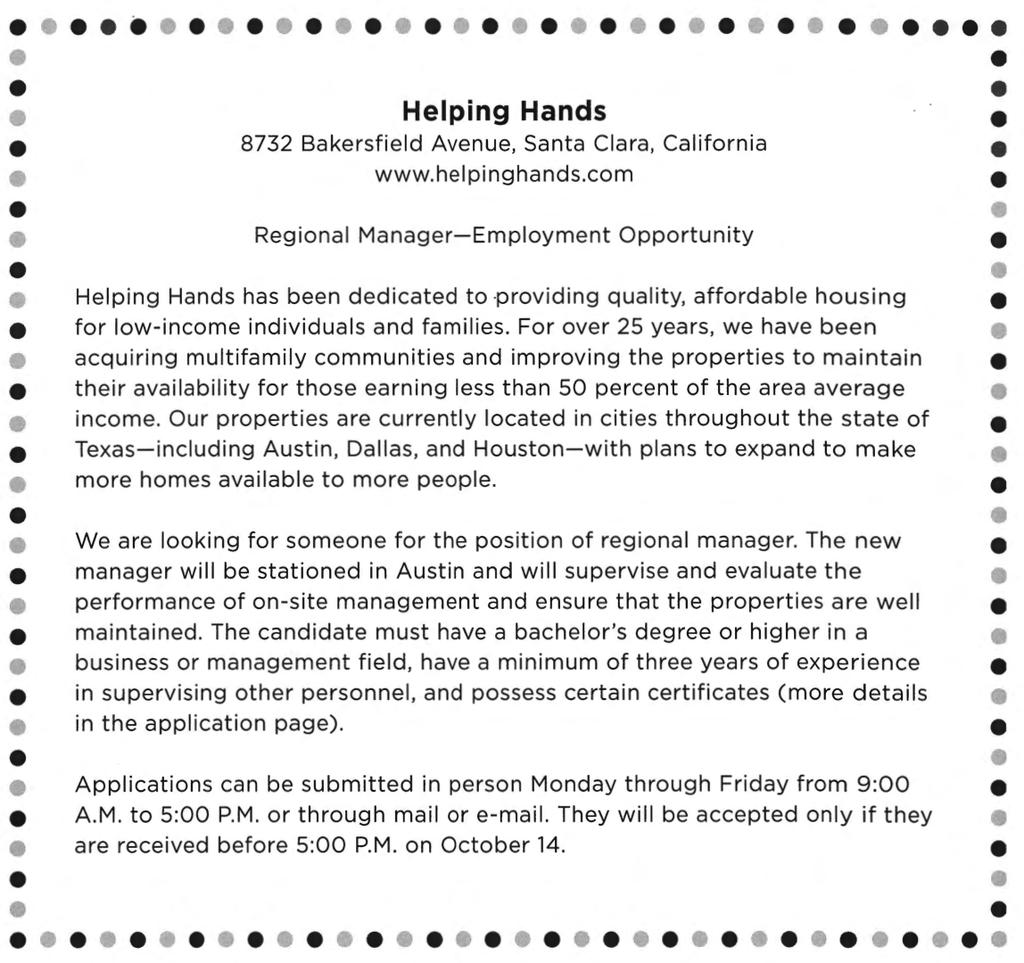 Helping Hands
8732 Bakersfield Avenue, Santa Clara, California
www.helpinghands.com
Regional Manager—Employment Opportunity
Helping Hands has been dedicated to providing quality, affordable housing
for low-income individuals and families. For over 25 years, we have been
acquiring multifamily communities and improving the properties to maintain
their availability for those earning less than 50 percent of the area average
income. Our properties are currently located in cities throughout the state of
Texas—including Austin, Dallas, and Houston—with plans to expand to make
more homes available to more people.
We are looking for someone for the position of regional manager. The new
manager will be stationed in Austin and will supervise and evaluate the
performance of on-site management and ensure that the properties are well
maintained. The candidate must have a bachelor's degree or higher in a
business or management field, have a minimum of three years of experience
in supervising other personnel, and possess certain certificates (more details
in the application page).
Applications can be submitted in person Monday through Friday from 9:00
A.M. to 5:00 P.M. or through mail or e-mail. They will be accepted only if they
are received before 5:00 P.M. on October 14.